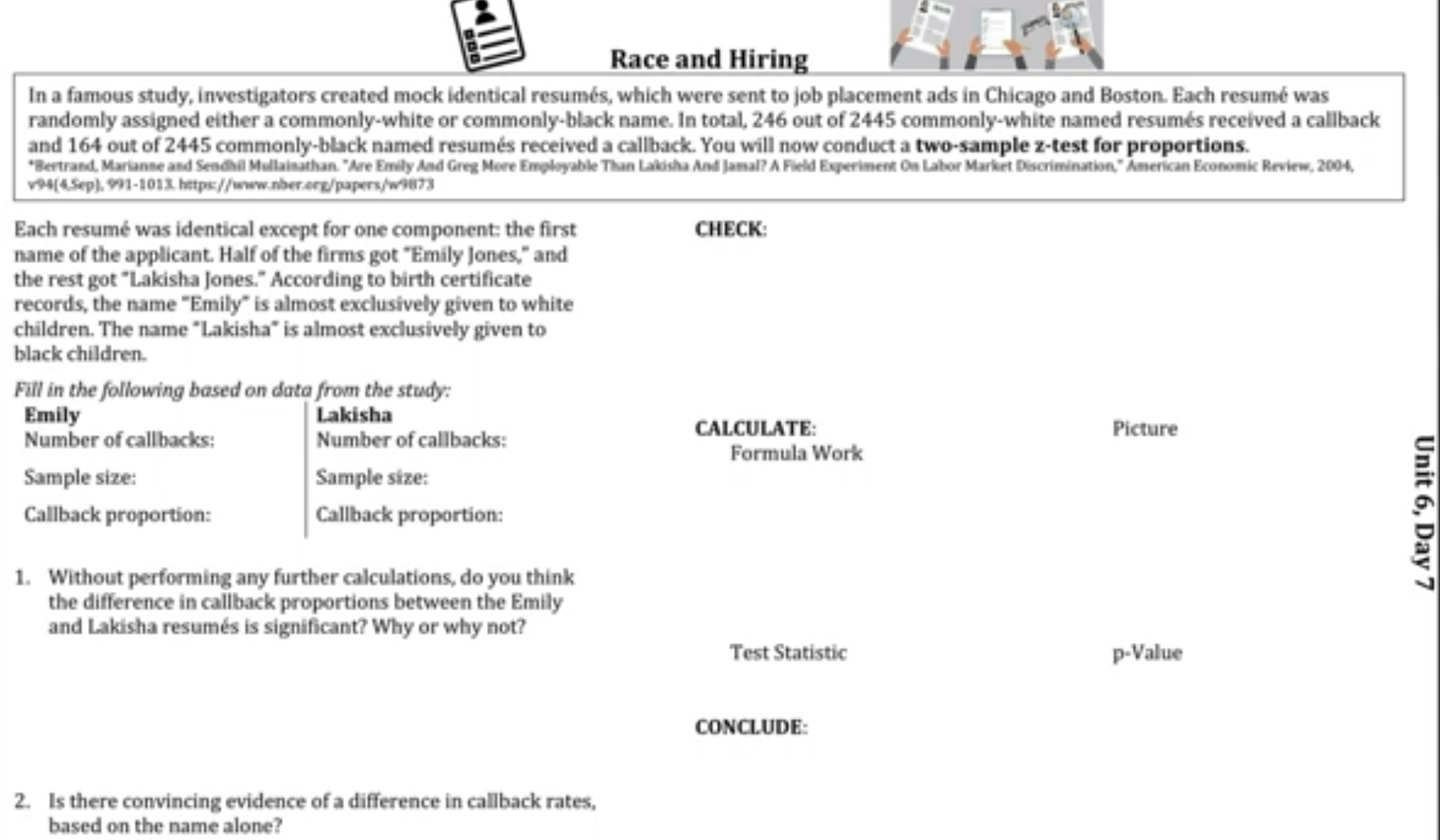 Race and Hiring
In a famous study, investigators created mock identical resumés, which were sent to job placement ads in Chicago and Boston. Each resumé was
randomly assigned either a commonly-white or commonly-black name. In total, 246 out of 2445 commonly-white named resumés received a callback
and 164 out of 2445 commonly-black named resumés received a callback. You will now conduct a two-sample z-test for proportions.
*Bertrand, Marianne and Sendhil Mullainathan. "Are Emily And Greg More Employable Than Lakisha And Jamal? A Field Experiment On Labor Market Discrimination," American Economic Review, 2004,
v94(4,Sep), 991-1013. https://www.nber.org/papers/w9873
Each resumé was identical except for one component: the first
name of the applicant. Half of the firms got "Emily Jones," and
the rest got "Lakisha Jones." According to birth certificate
records, the name "Emily" is almost exclusively given to white
children. The name "Lakisha" is almost exclusively given to
black children.
Fill in the following based on data from the study:
Emily
Number of callbacks:
Sample size:
Callback proportion:
Lakisha
Number of callbacks:
Sample size:
Callback proportion:
1. Without performing any further calculations, do you think
the difference in callback proportions between the Emily
and Lakisha resumés is significant? Why or why not?
2. Is there convincing evidence of a difference in callback rates,
based on the name alone?
CHECK:
CALCULATE:
Formula Work
Picture
Test Statistic
p-Value
CONCLUDE:
Unit 6, Day 7